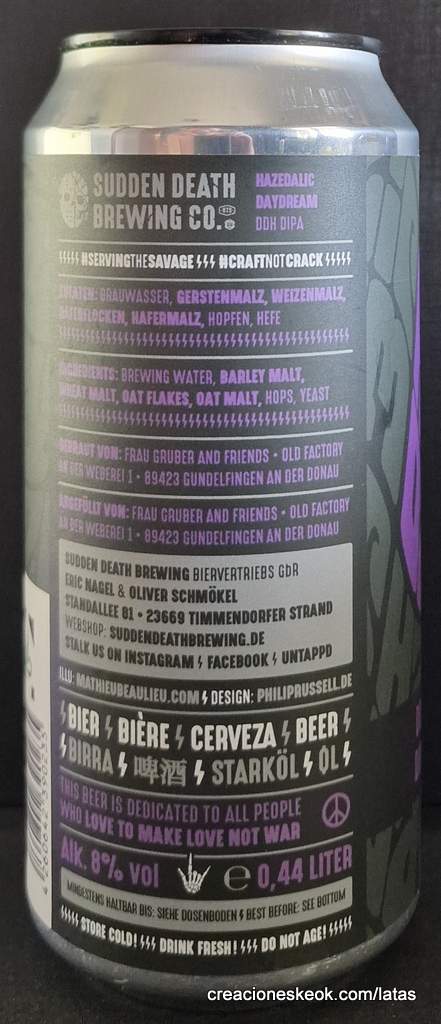 SUDDEN DEATH
BREWING CO.
HAZEDALIC
DAYDREAM
DDH DIPA
#SERVINGTHESAVAGE #CRAFTNOTCRACK
ZUTATEN: BRAUWASSER, GERSTENMALZ, WEIZENMALZ,
HAFERFLOCKEN, HAFERMALZ, HOPFEN, HEFE
INGREDIENTS: BREWING WATER, BARLEY MALT,
WHEAT MALT, OAT FLAKES, OAT MALT, HOPS, YEAST
GEBRAUT VON: FRAU GRUBER AND FRIENDS • OLD FACTORY
AN DER WEBEREI 1 • 89423 GUNDELFINGEN AN DER DONAU
ABGEFÜLLT VON: FRAU GRUBER AND FRIENDS • OLD FACTORY
AN DER WEBEREI 1 • 89423 GUNDELFINGEN AN DER DONAU
SUDDEN DEATH BREWING BIERVERTRIEBS GbR
ERIC NAGEL & OLIVER SCHMÖKEL
STANDALLEE 81 • 23669 TIMMENDORFER STRAND
WEBSHOP: SUDDENDEATHBREWING.DE
STALK US ON INSTAGRAM FACEBOOK UNTAPPD
ILLU: MATHIEUBEAULIEU.COM DESIGN: PHILIPRUSSELL.DE
BIER BIÈRE CERVEZA BEER
BIRRA 啤酒 STARKÖL ØL
THIS BEER IS DEDICATED TO ALL PEOPLE
WHO LOVE TO MAKE LOVE NOT WAR
Alk. 8% vol e 0,44 LITER
MINDESTENS HALTBAR BIS: SIEHE DOSENBODEN BEST BEFORE: SEE BOTTOM
STORE COLD! DRINK FRESH! DO NOT AGE!
creacioneskeok.com/latas